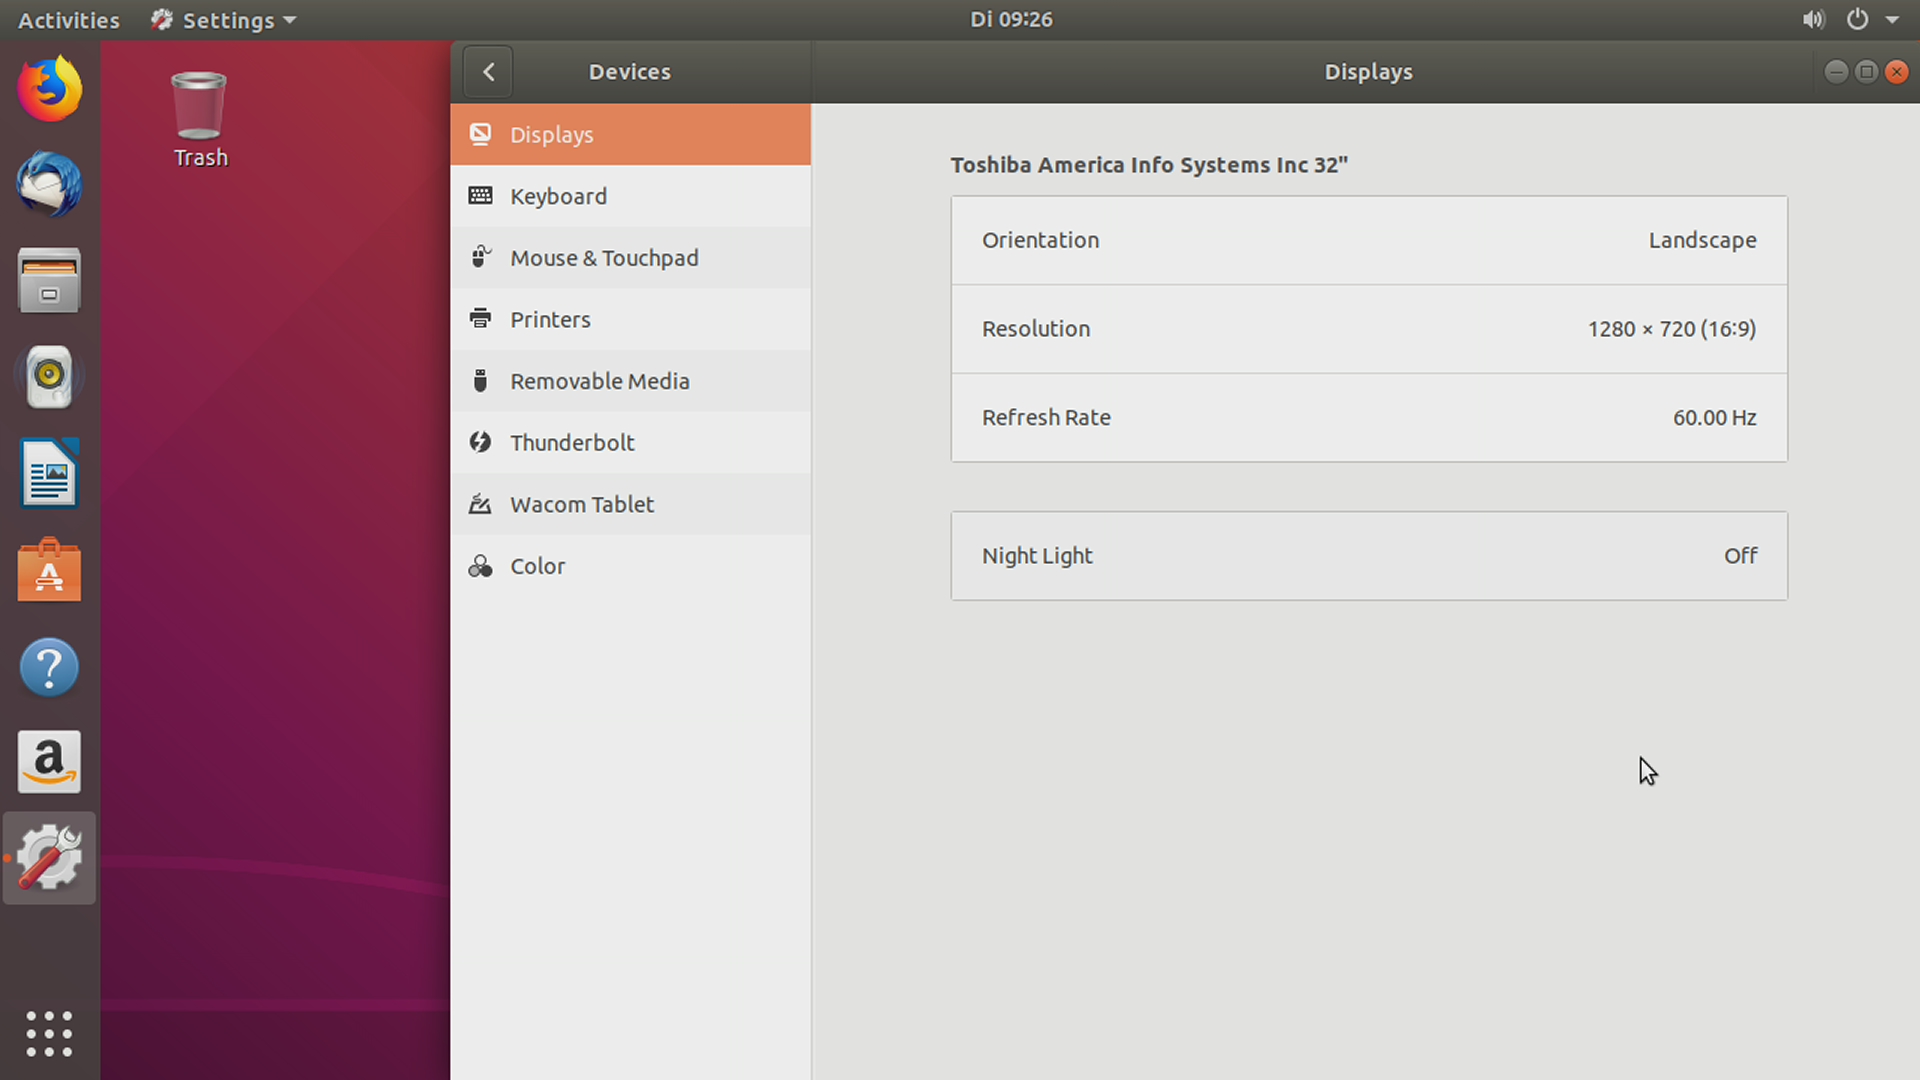 Activities
Settings
Di 09:26
Devices
Displays
Trash
Displays
Keyboard
Mouse & Touchpad
Printers
Removable Media
Thunderbolt
Wacom Tablet
Color
Toshiba America Info Systems Inc 32"
Orientation Landscape
Resolution 1280 × 720 (16:9)
Refresh Rate 60.00 Hz
Night Light Off